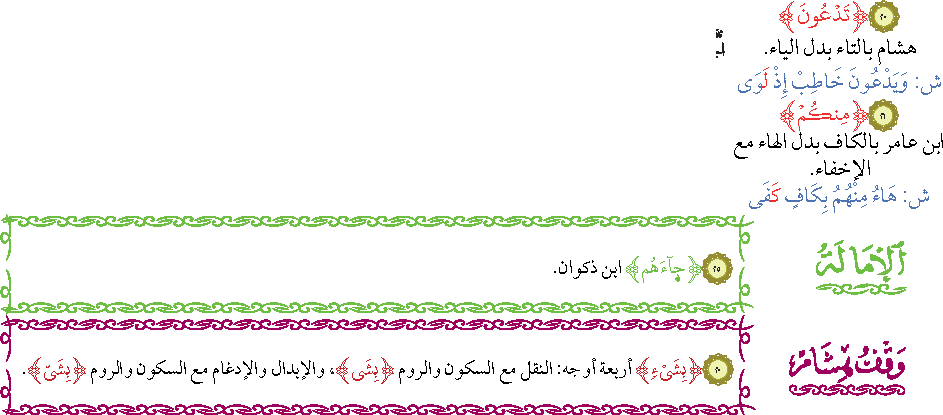 ﴿تَدْعُونَ﴾ ٢٠
هشام بالتاء بدل الياء.
ش: وَيَدْعُونَ خَاطِبْ إِذْ لَوَى
﴿مِنكُمْ﴾ ٢١
ابن عامر بالكاف بدل الهاء مع
الإخفاء.
ش: هَاءُ مِنْهُمُ بِكَافٍ كَفَى
الإمالة
٢٥ ﴿جَآءَهُم﴾ ابن ذكوان.
وقف هشام
٢٠ ﴿بِشَىْءٍ﴾ أربعة أوجه: النقل مع السكون والروم ﴿بِشَى﴾، والإبدال والإدغام مع السكون والروم ﴿بِشَىّ﴾.